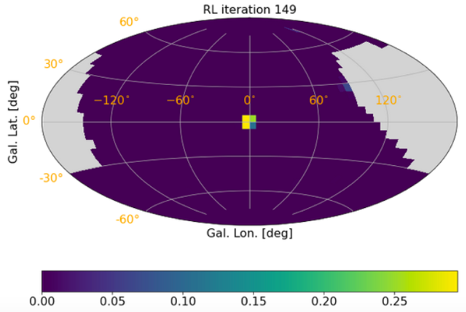 RL iteration 149
60°
30°
−120° −60° 0° 60° 120°
0°
-30°
-60°
Gal. Lat. [deg]
Gal. Lon. [deg]
0.00 0.05 0.10 0.15 0.20 0.25